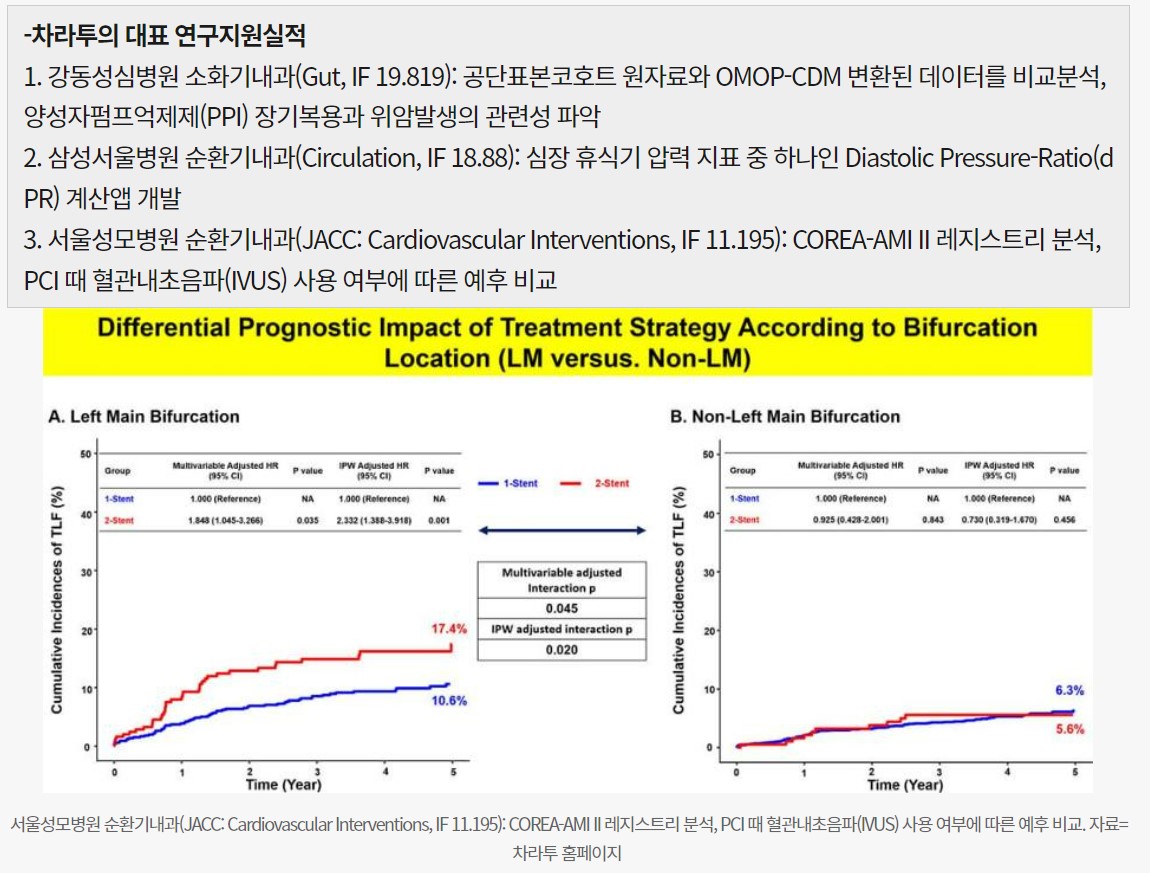 -차라투의 대표 연구지원실적
1. 강동성심병원 소화기내과(Gut, IF 19.819): 공단표본코호트 원자료와 OMOP-CDM 변환된 데이터를 비교분석,
양성자펌프억제제(PPI) 장기복용과 위암발생의 관련성 파악
2. 삼성서울병원 순환기내과(Circulation, IF 18.88): 심장 휴식기 압력 지표 중 하나인 Diastolic Pressure-Ratio(d
PR) 계산앱 개발
3. 서울성모병원 순환기내과(JACC: Cardiovascular Interventions, IF 11.195): COREA-AMI II 레지스트리 분석,
PCI 때 혈관내초음파(IVUS) 사용 여부에 따른 예후 비교
Differential Prognostic Impact of Treatment Strategy According to Bifurcation
Location (LM versus. Non-LM)
A. Left Main Bifurcation
Cumulative Incidences of TLF (%)
50
40
30
20
10
0
Group Multivariable Adjusted HR (95% CI) P value IPW Adjusted HR (95% CI) P value
1-Stent 1.000 (Reference) NA 1.000 (Reference) NA
2-Stent 1.848 (1.045-3.266) 0.035 2.332 (1.388-3.918) 0.001
17.4%
10.6%
0 1 2 3 4 5
Time (Year)
1-Stent 2-Stent
Multivariable adjusted
Interaction p
0.045
IPW adjusted interaction p
0.020
B. Non-Left Main Bifurcation
Cumulative Incidences of TLF (%)
50
40
30
20
10
0
Group Multivariable Adjusted HR (95% CI) P value IPW Adjusted HR (95% CI) P value
1-Stent 1.000 (Reference) NA 1.000 (Reference) NA
2-Stent 0.925 (0.428-2.001) 0.843 0.730 (0.319-1.670) 0.456
6.3%
5.6%
0 1 2 3 4 5
Time (Year)
서울성모병원 순환기내과(JACC: Cardiovascular Interventions, IF 11.195): COREA-AMI II 레지스트리 분석, PCI 때 혈관내초음파(IVUS) 사용 여부에 따른 예후 비교. 자료=
차라투 홈페이지